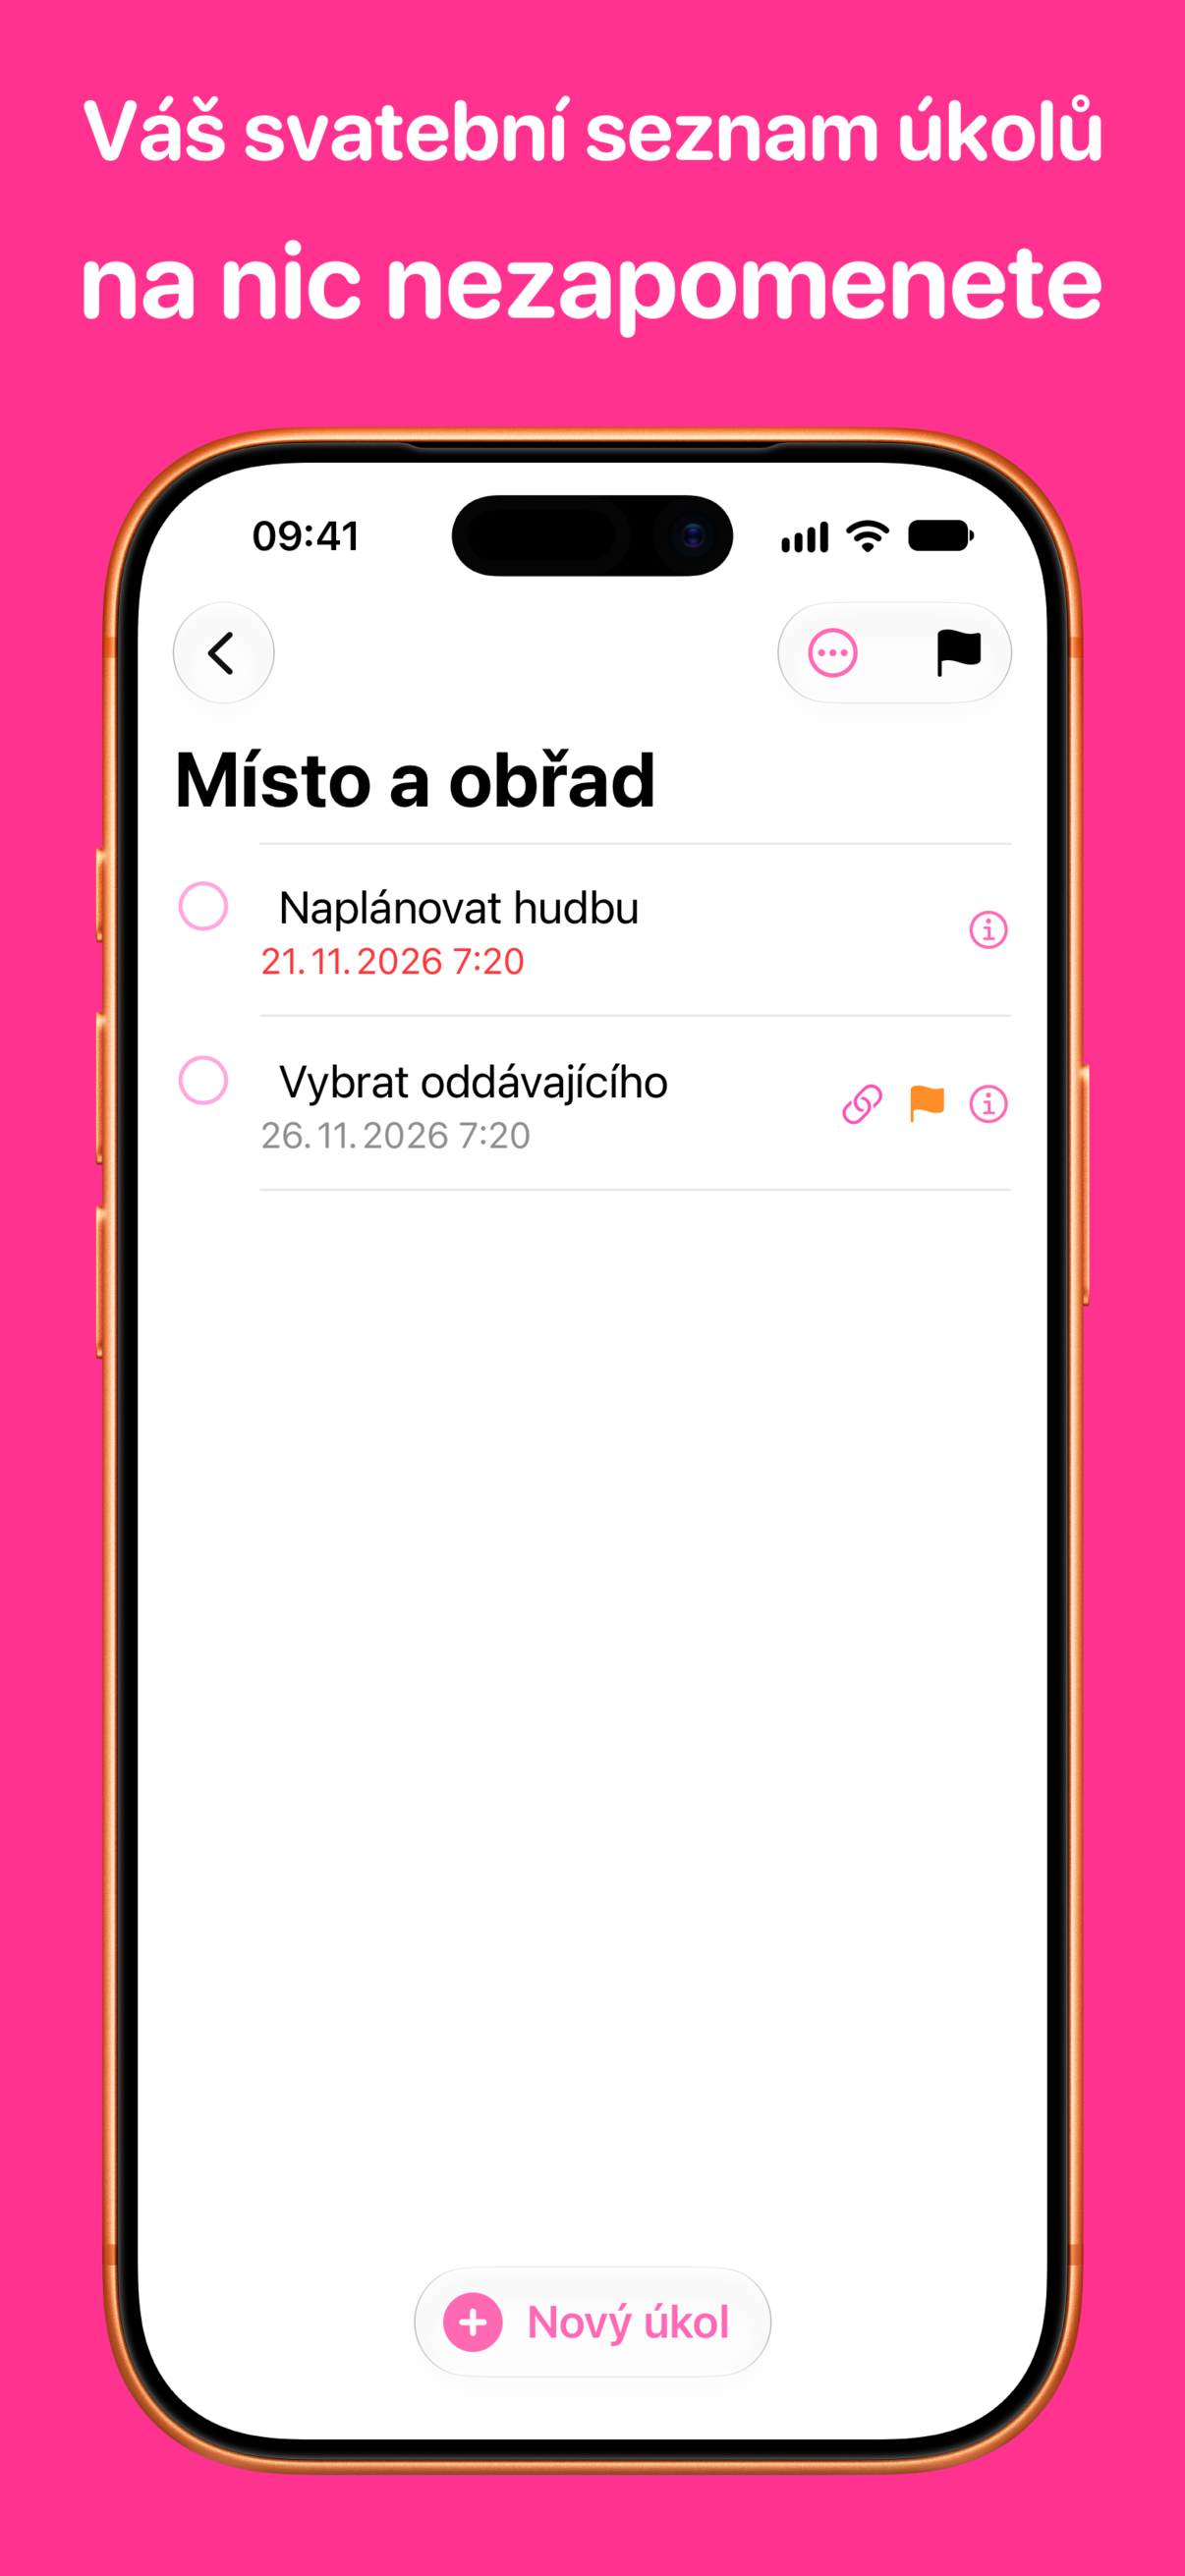 Váš svatební seznam úkolů
na nic nezapomenete
09:41
Místo a obřad
Naplánovat hudbu
21. 11. 2026 7:20
Vybrat oddávajícího
26. 11. 2026 7:20
Nový úkol